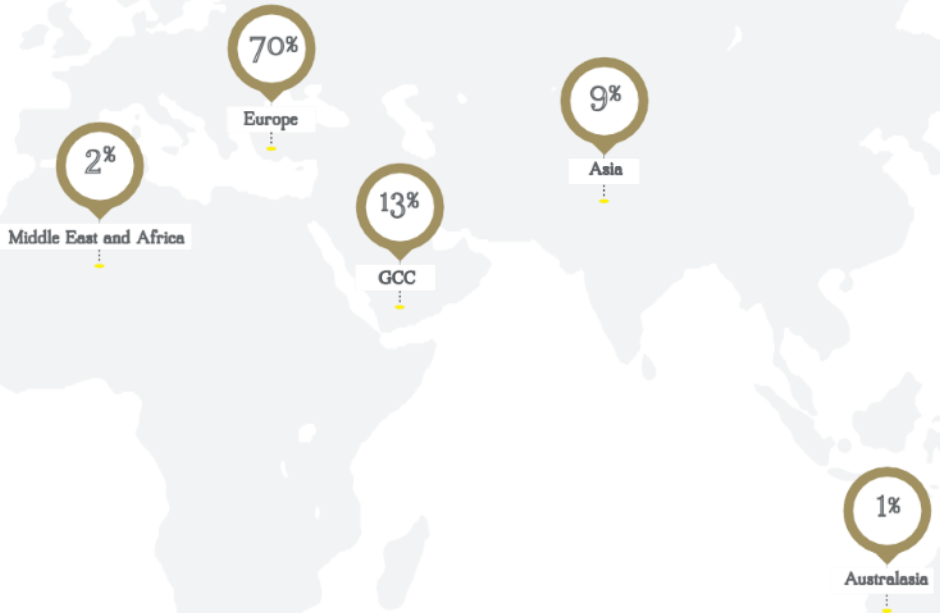 70%
Europe
9%
Asia
2%
Middle East and Africa
13%
GCC
1%
Australasia